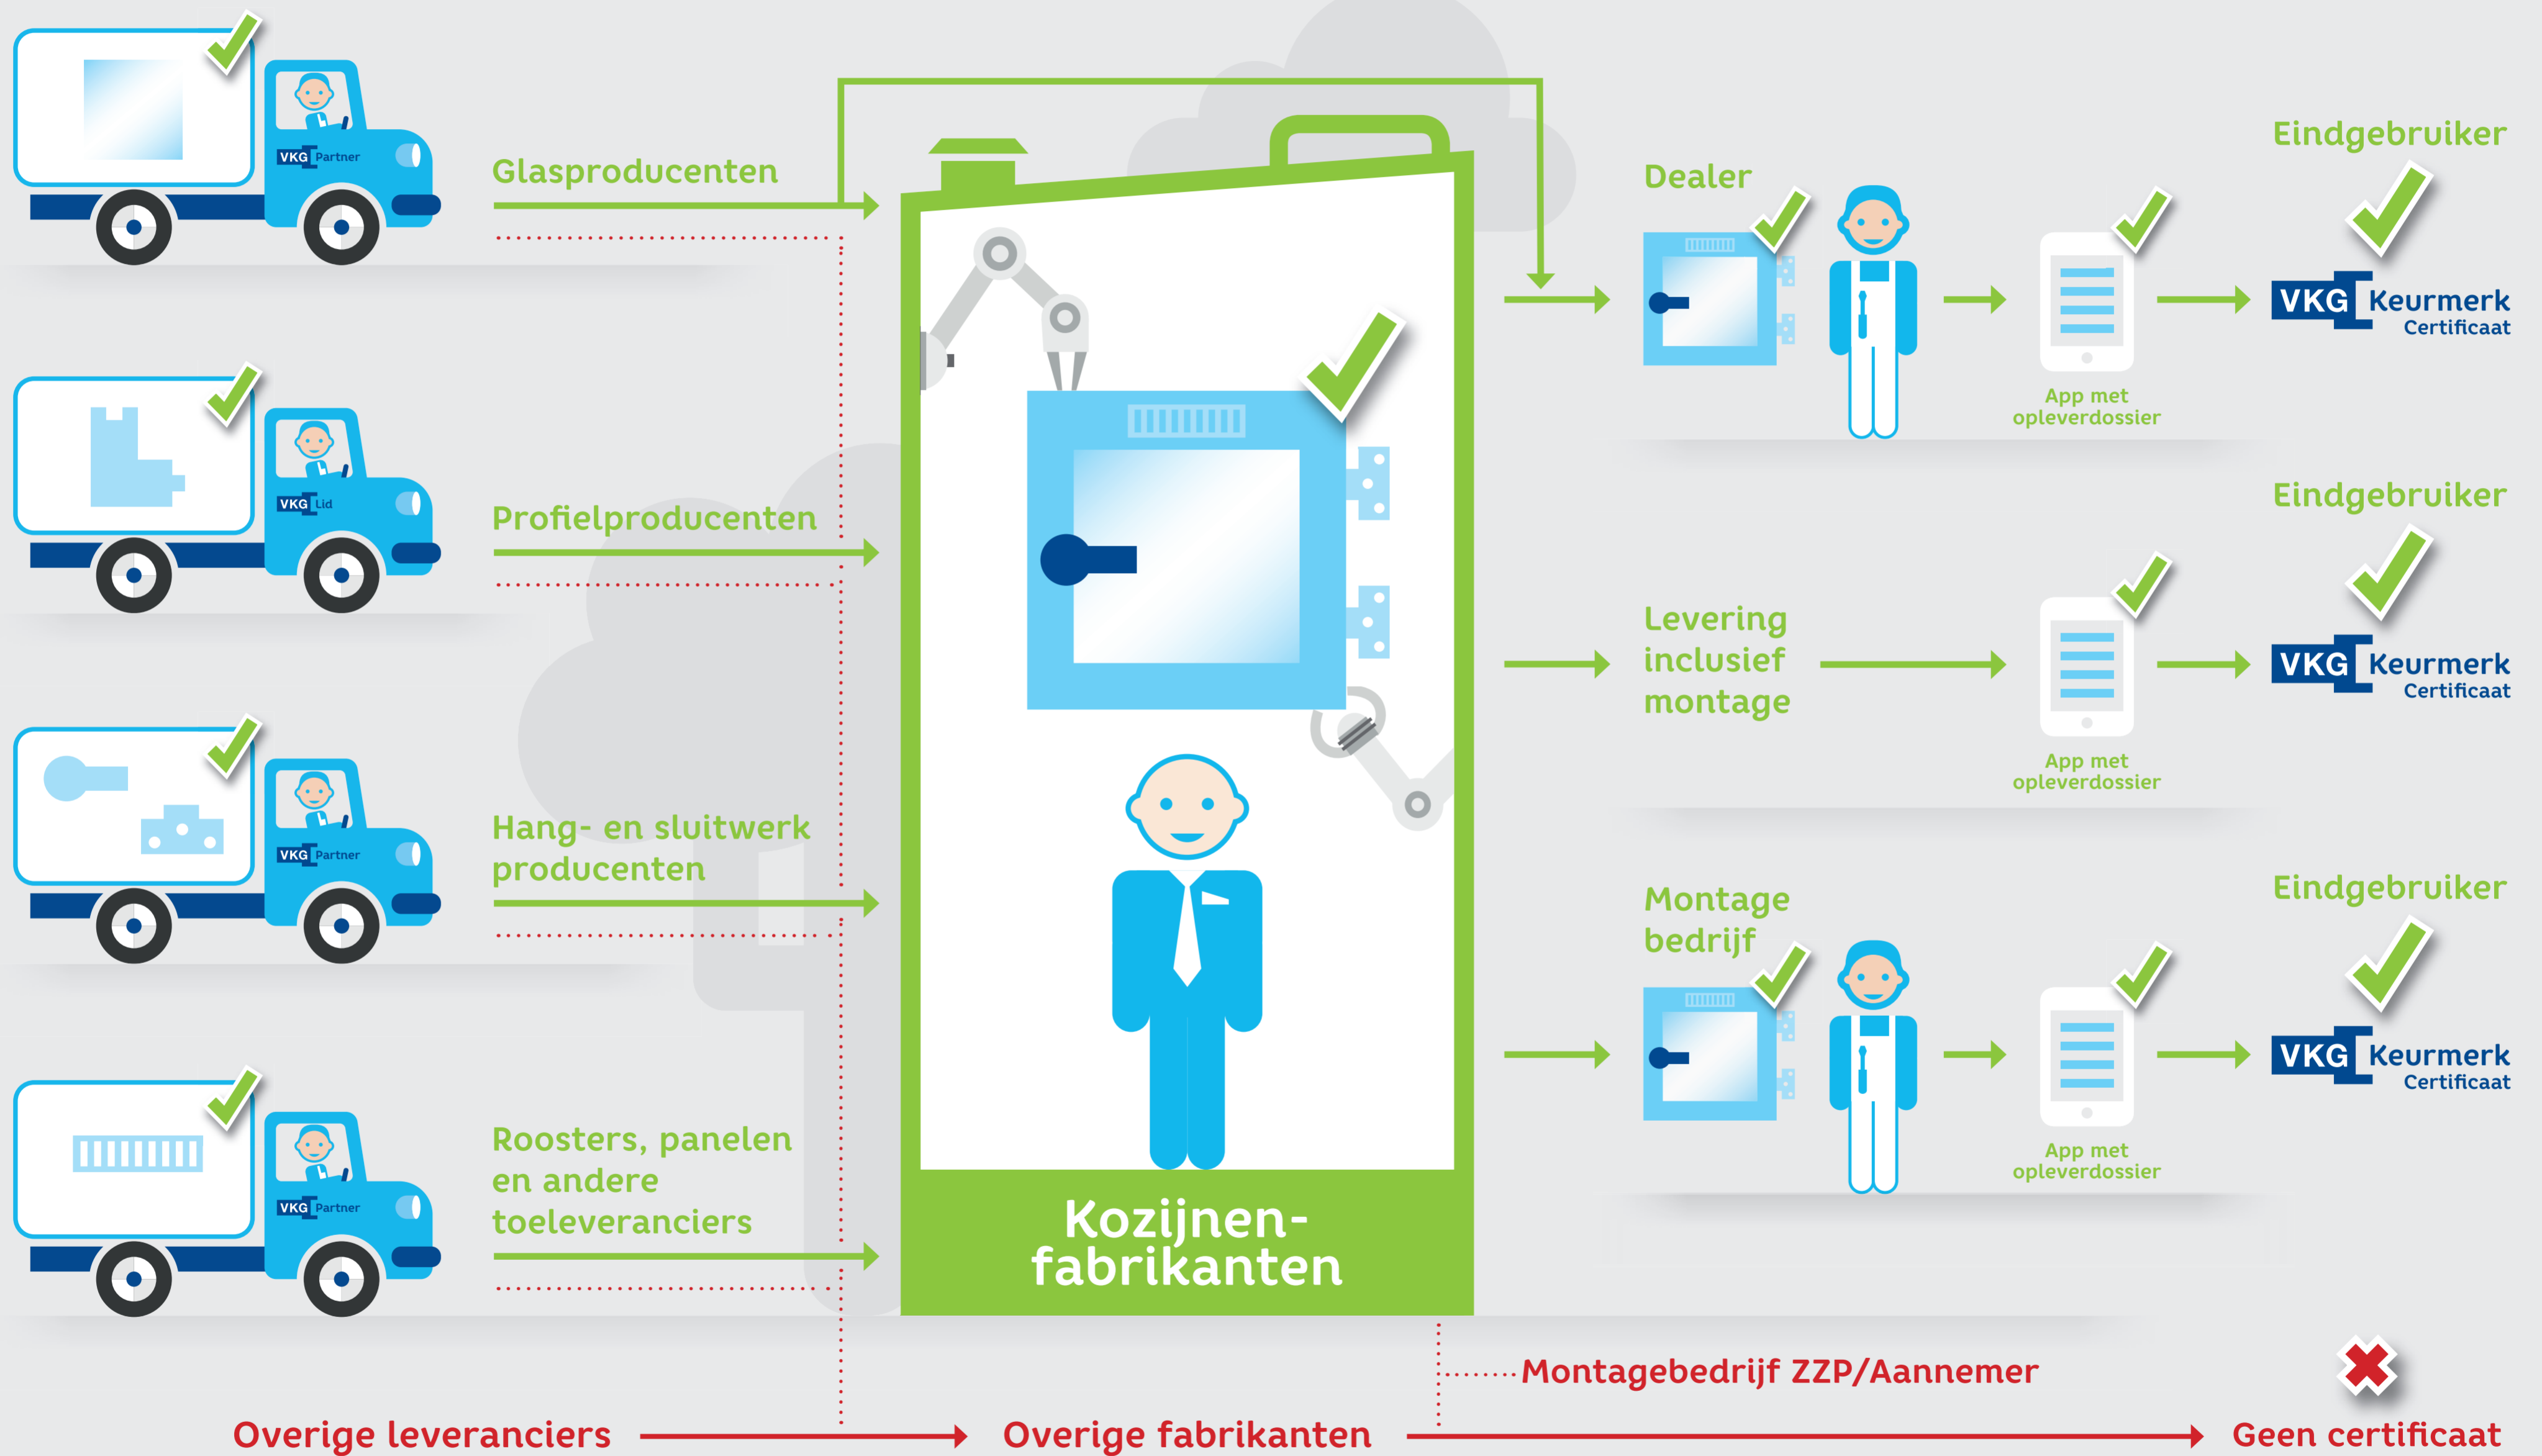 VKG Partner
Glasproducenten
VKG Lid
Profielproducenten
VKG Partner
Hang- en sluitwerk
producenten
VKG Partner
Roosters, panelen
en andere
toeleveranciers
Kozijnen-
fabrikanten
Dealer
App met
opleverdossier
Eindgebruiker
VKG Keurmerk
Certificaat
Levering
inclusief
montage
App met
opleverdossier
Eindgebruiker
VKG Keurmerk
Certificaat
Montage
bedrijf
App met
opleverdossier
Eindgebruiker
VKG Keurmerk
Certificaat
Montagebedrijf ZZP/Aannemer
Overige leveranciers
Overige fabrikanten
Geen certificaat